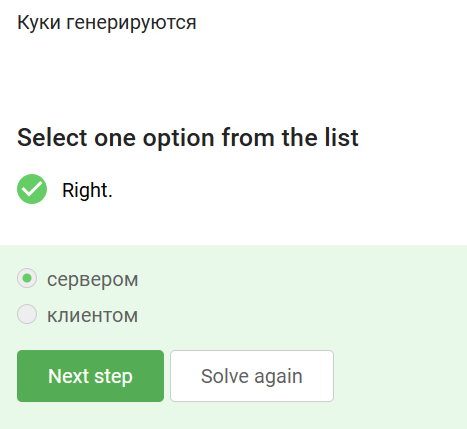 Куки генерируются
Select one option from the list
Right.
сервером
клиентом
Next step
Solve again